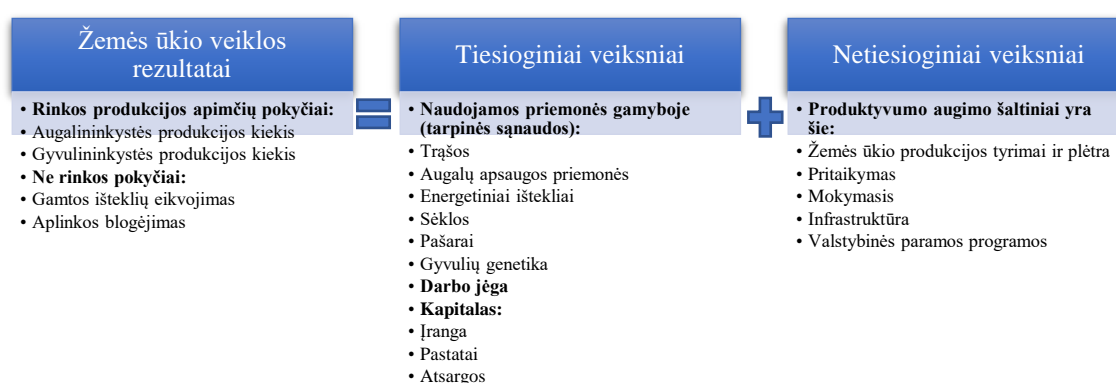 Žemės ūkio veiklos
rezultatai
• Rinkos produkcijos apimčių pokyčiai:
• Augalininkystės produkcijos kiekis
• Gyvulininkystės produkcijos kiekis
• Ne rinkos pokyčiai:
• Gamtos išteklių eikvojimas
• Aplinkos blogėjimas
Tiesioginiai veiksniai
• Naudojamos priemonės gamyboje
(tarpinės sąnaudos):
• Trąšos
• Augalų apsaugos priemonės
• Energetiniai ištekliai
• Sėklos
• Pašarai
• Gyvulių genetika
• Darbo jėga
• Kapitalas:
• Įranga
• Pastatai
• Atsargos
Netiesioginiai veiksniai
• Produktyvumo augimo šaltiniai yra
šie:
• Žemės ūkio produkcijos tyrimai ir plėtra
• Pritaikymas
• Mokymasis
• Infrastruktūra
• Valstybinės paramos programos